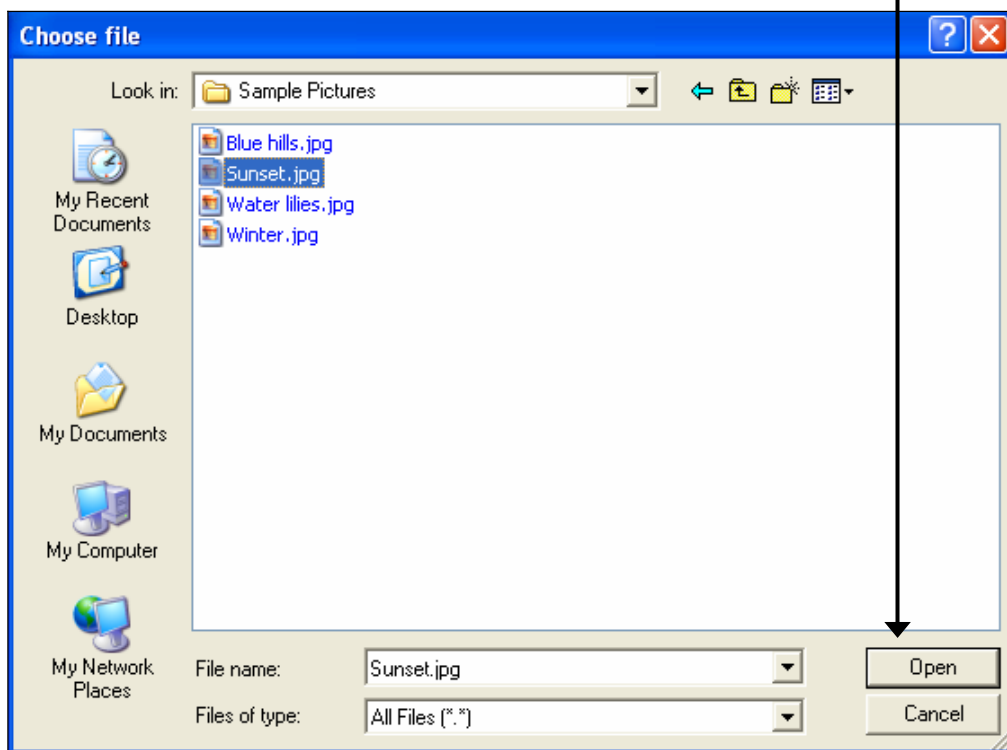 Choose file
?
Look in:
Sample Pictures
Blue hills.jpg
Sunset.jpg
Water lilies.jpg
Winter.jpg
My Recent
Documents
Desktop
My Documents
My Computer
My Network
Places
File name:
Sunset.jpg
Open
Files of type:
All Files (*.*)
Cancel